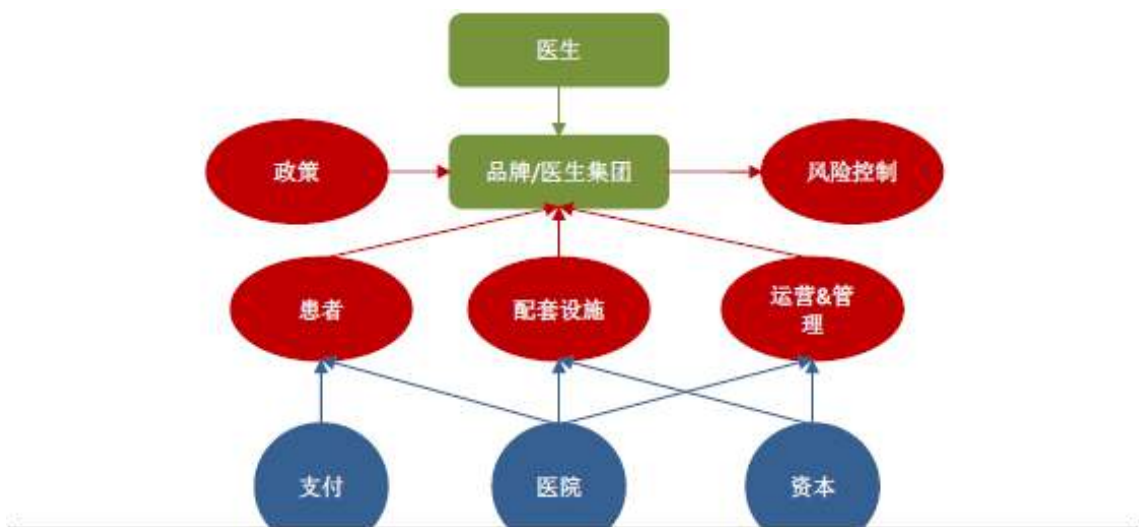 医生
政策
品牌/医生集团
风险控制
患者
配套设施
运营&管
理
支付
医院
资本